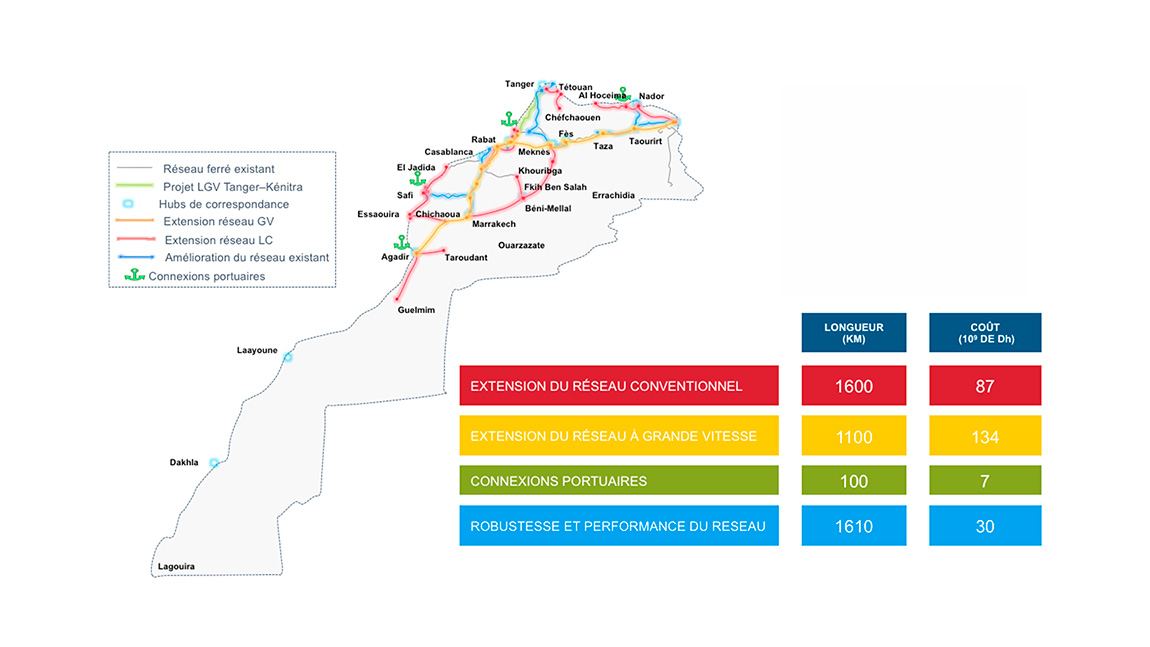 Tanger
Tétouan
Al Hoceima
Nador
Chéfchaouen
Rabat
Fès
Casablanca
Meknès
Taza
Taourirt
El Jadida
Khouribga
Fkih Ben Salah
Safi
Errachidia
Béni-Mellal
Essaouira
Chichaoua
Marrakech
Ouarzazate
Agadir
Taroudant
Guelmim
Laayoune
Dakhla
Lagouira
Réseau ferré existant
Projet LGV Tanger–Kénitra
Hubs de correspondance
Extension réseau GV
Extension réseau LC
Amélioration du réseau existant
Connexions portuaires
LONGUEUR
(KM)
COÛT
(10⁹ DE Dh)
EXTENSION DU RÉSEAU CONVENTIONNEL 1600 87
EXTENSION DU RÉSEAU À GRANDE VITESSE 1100 134
CONNEXIONS PORTUAIRES 100 7
ROBUSTESSE ET PERFORMANCE DU RESEAU 1610 30